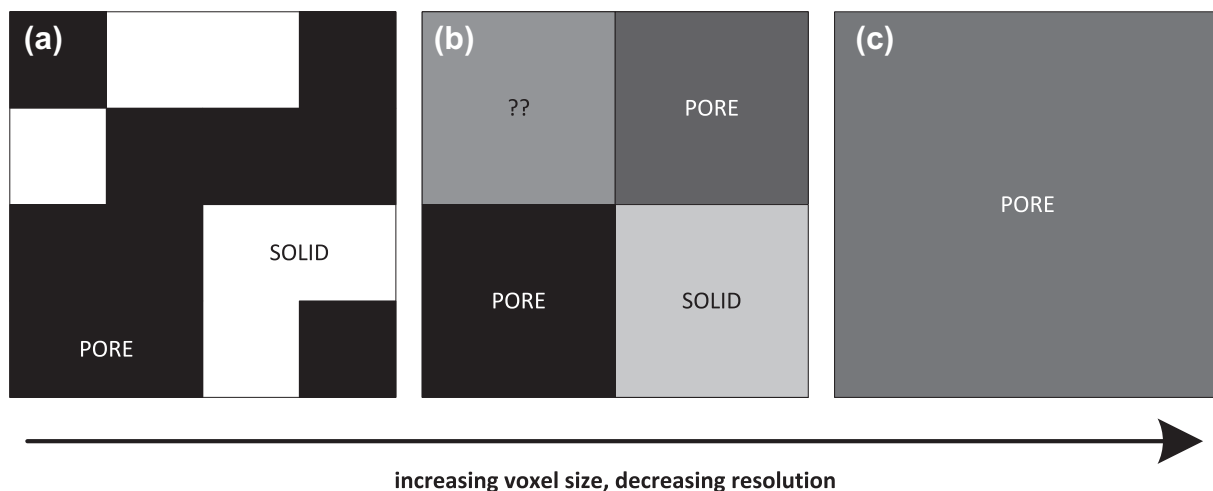 (a)
(b)
(c)
??
PORE
PORE
SOLID
PORE
PORE
SOLID
increasing voxel size, decreasing resolution